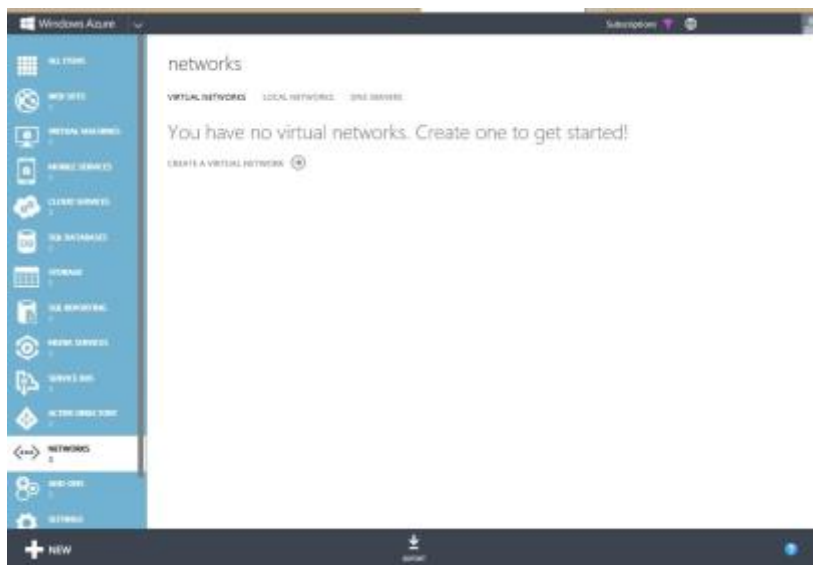 Windows Azure
Subscriptions
ALL ITEMS
WEB SITES
VIRTUAL MACHINES
MOBILE SERVICES
CLOUD SERVICES
SQL DATABASES
STORAGE
SQL REPORTING
MEDIA SERVICES
SERVICE BUS
ACTIVE DIRECTORY
NETWORKS
ADD-ONS
SETTINGS
networks
VIRTUAL NETWORKS LOCAL NETWORKS DNS SERVERS
You have no virtual networks. Create one to get started!
CREATE A VIRTUAL NETWORK
NEW
EXPORT